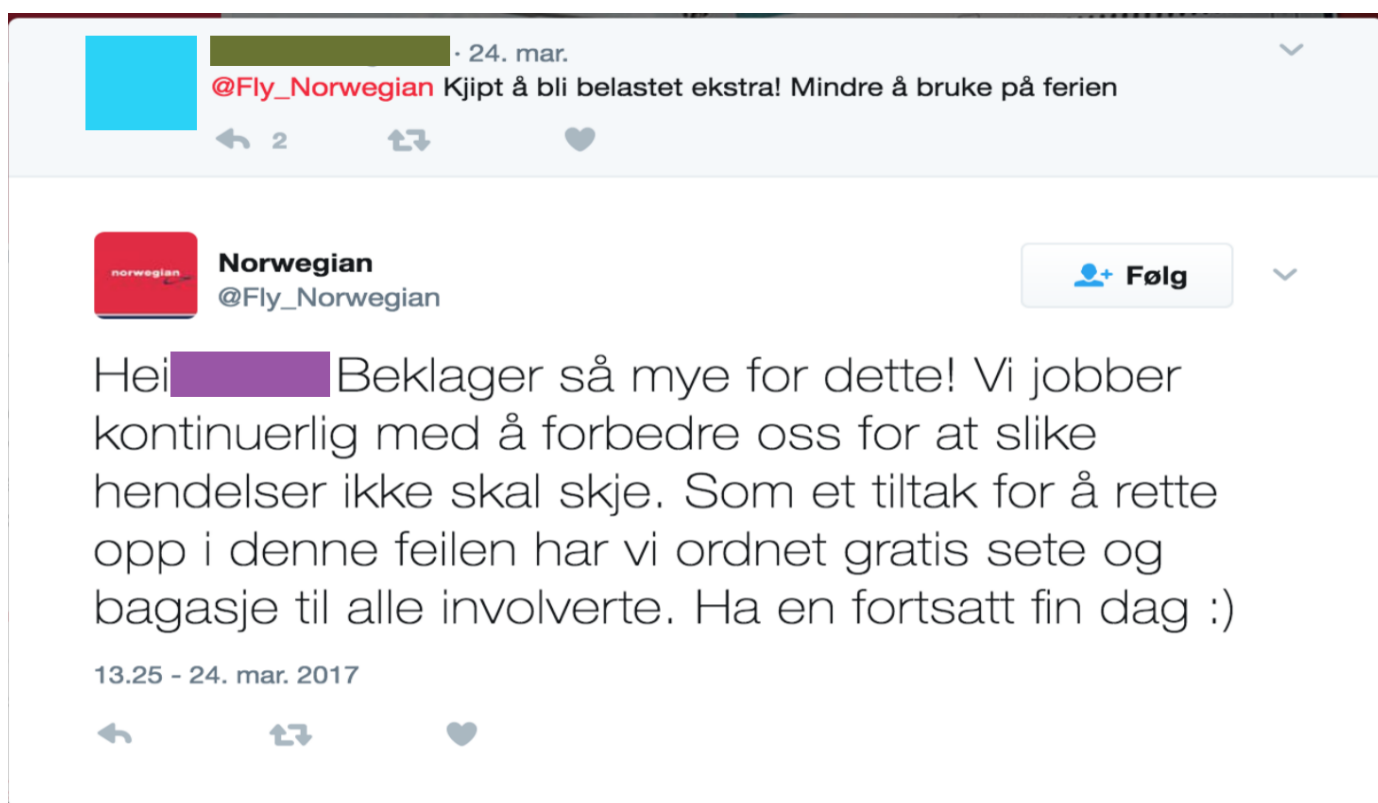 · 24. mar.
@Fly_Norwegian Kjipt å bli belastet ekstra! Mindre å bruke på ferien
2
norwegian
Norwegian
@Fly_Norwegian
Følg
Hei Beklager så mye for dette! Vi jobber
kontinuerlig med å forbedre oss for at slike
hendelser ikke skal skje. Som et tiltak for å rette
opp i denne feilen har vi ordnet gratis sete og
bagasje til alle involverte. Ha en fortsatt fin dag :)
13.25 - 24. mar. 2017